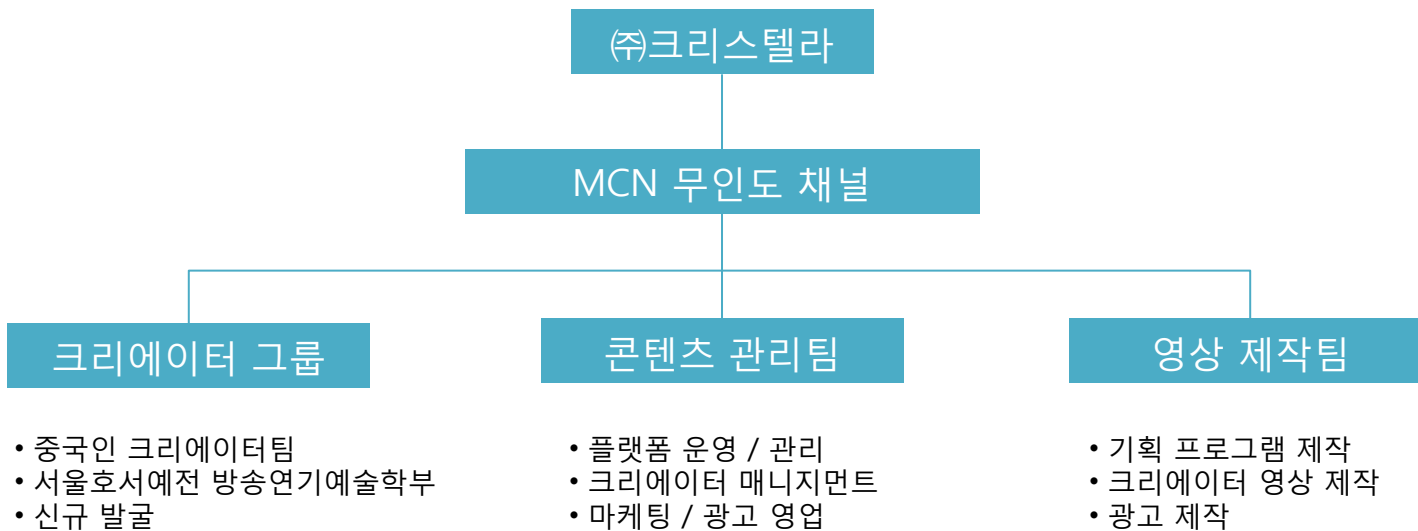 ㈜크리스텔라
MCN 무인도 채널
크리에이터 그룹
• 중국인 크리에이터팀
• 서울호서예전 방송연기예술학부
• 신규 발굴
콘텐츠 관리팀
• 플랫폼 운영 / 관리
• 크리에이터 매니지먼트
• 마케팅 / 광고 영업
영상 제작팀
• 기획 프로그램 제작
• 크리에이터 영상 제작
• 광고 제작